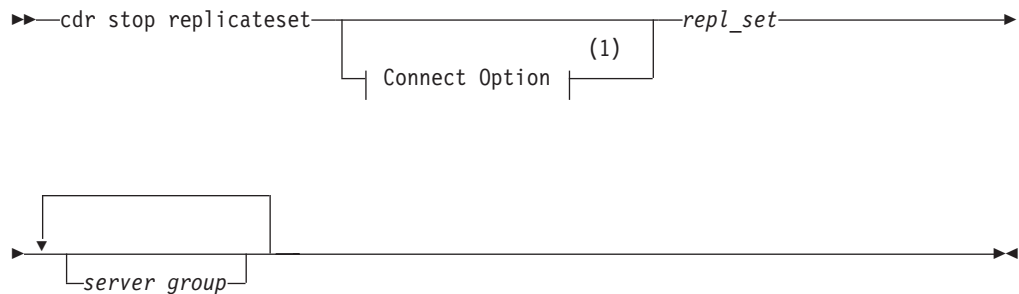 cdr stop replicateset repl_set
(1)
Connect Option
server group